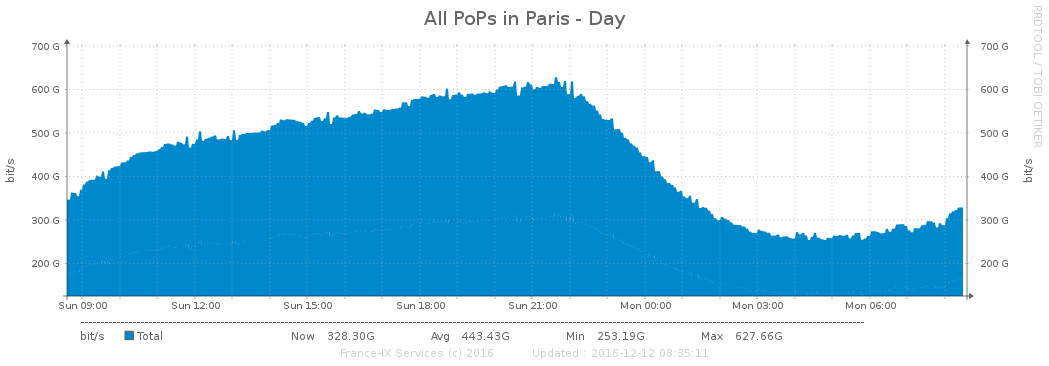 All PoPs in Paris - Day
RRDTOOL / TOBI OETIKER
bit/s
700 G
600 G
500 G
400 G
300 G
200 G
700 G
600 G
500 G
400 G
300 G
200 G
bit/s
Sun 09:00 Sun 12:00 Sun 15:00 Sun 18:00 Sun 21:00 Mon 00:00 Mon 03:00 Mon 06:00
bit/s Total Now 328.30G Avg 443.43G Min 253.19G Max 627.66G
France-IX Services (c) 2016 Updated : 2016-12-12 08:35:11